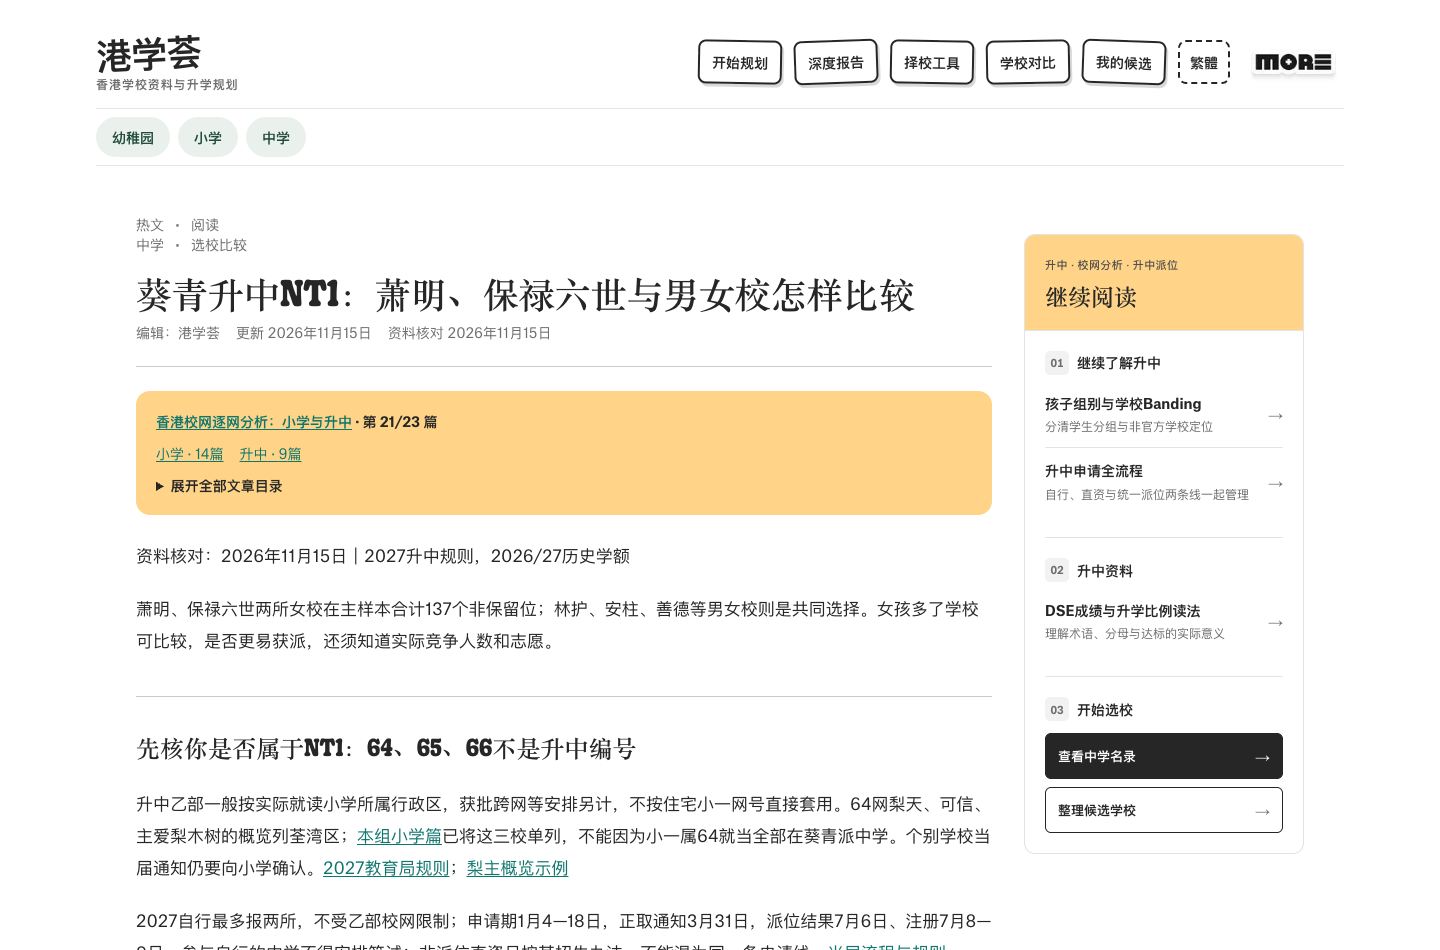 港学荟
香港学校资料与升学规划
开始规划
深度报告
择校工具
学校对比
我的候选
繁體
MORE
幼稚园
小学
中学
热文 · 阅读
中学 · 选校比较
葵青升中NT1：萧明、保禄六世与男女校怎样比较
编辑：港学荟 更新 2026年11月15日 资料核对 2026年11月15日
香港校网逐网分析：小学与升中 · 第 21/23 篇
小学 · 14篇 升中 · 9篇
▶ 展开全部文章目录
资料核对：2026年11月15日｜2027升中规则，2026/27历史学额
萧明、保禄六世两所女校在主样本合计137个非保留位；林护、安柱、善德等男女校则是共同选择。女孩多了学校
可比较，是否更易获派，还须知道实际竞争人数和志愿。
先核你是否属于NT1：64、65、66不是升中编号
升中乙部一般按实际就读小学所属行政区，获批跨网等安排另计，不按住宅小一网号直接套用。64网梨天、可信、
主爱梨木树的概览列荃湾区；本组小学篇已将这三校单列，不能因为小一属64就当全部在葵青派中学。个别学校当
届通知仍要向小学确认。2027教育局规则；梨主概览示例
2027自行最多报两所，不受乙部校网限制；申请期1月4—18日，正取通知3月31日，派位结果7月6日、注册7月8—
升中 · 校网分析 · 升中派位
继续阅读
01 继续了解升中
孩子组别与学校Banding
分清学生分组与非官方学校定位
→
升中申请全流程
自行、直资与统一派位两条线一起管理
→
02 升中资料
DSE成绩与升学比例读法
理解术语、分母与达标的实际意义
→
03 开始选校
查看中学名录 →
整理候选学校 →